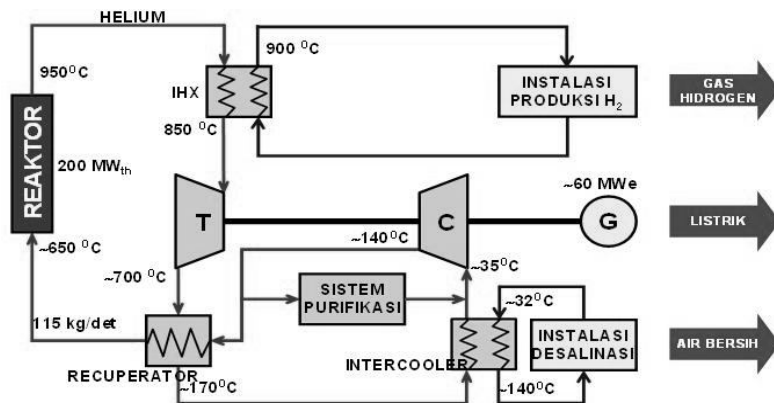 HELIUM
950⁰C
900 ⁰C
IHX
INSTALASI
PRODUKSI H₂
GAS
HIDROGEN
850 ⁰C
REAKTOR
200 MWth
~60 MWe
T
C
G
LISTRIK
~650 ⁰C
~140⁰C
~700 ⁰C
~35⁰C
SISTEM
PURIFIKASI
~32⁰C
115 kg/det
INSTALASI
DESALINASI
AIR BERSIH
INTERCOOLER
RECUPERATOR
~170⁰C
~140⁰C